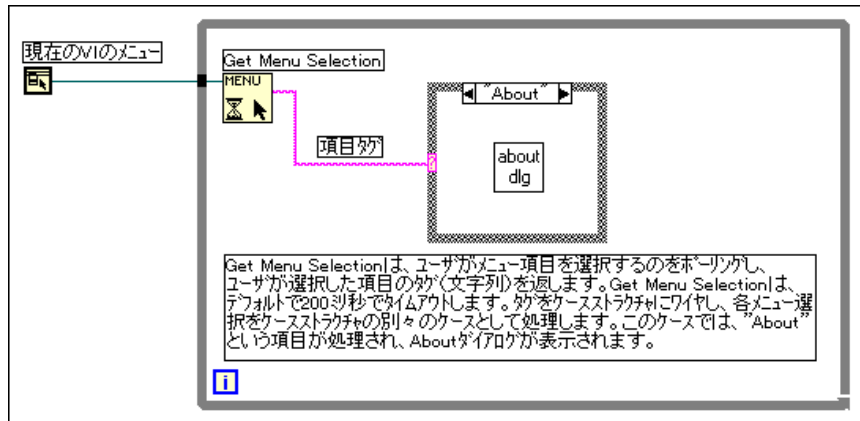 現在のVIのメニュー
Get Menu Selection
MENU
"About"
項目タグ
?
about
dlg
Get Menu Selectionは、ユーザがメニュー項目を選択するのをポーリングし、
ユーザが選択した項目のタグ(文字列)を返します。Get Menu Selectionは、
デフォルトで200ミリ秒でタイムアウトします。タグをケースストラクチャにワイヤし、各メニュー選
択をケースストラクチャの別々のケースとして処理します。このケースでは、"About"
という項目が処理され、Aboutダイアログが表示されます。
i